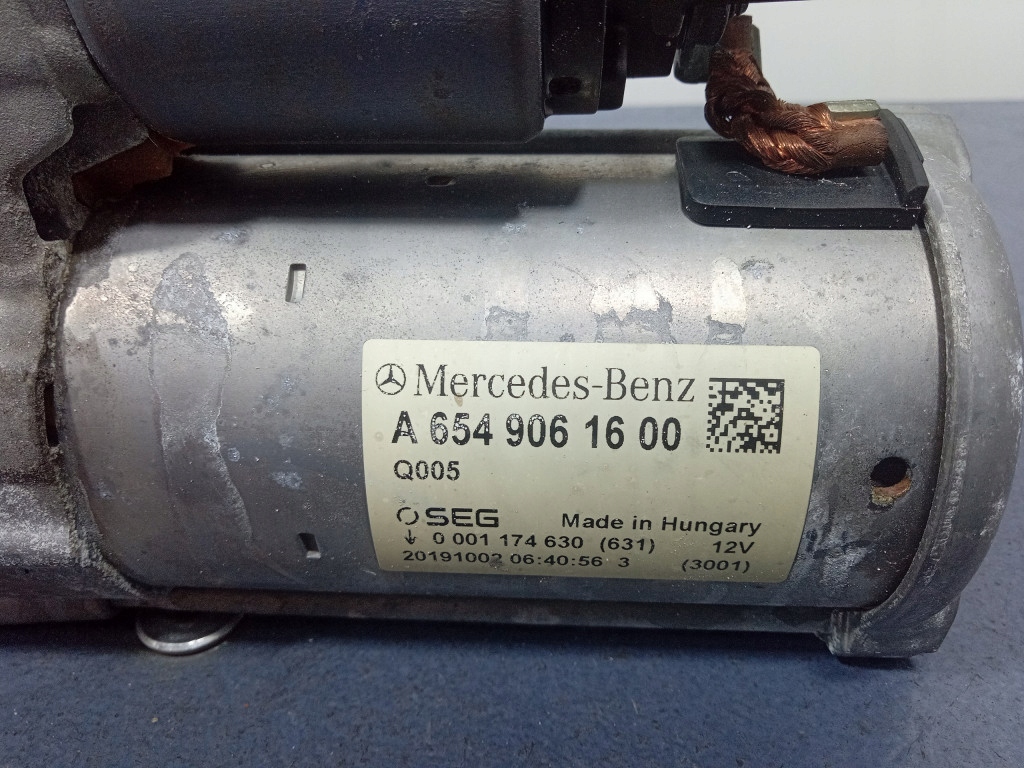 Mercedes-Benz
A 654 906 16 00
Q005
SEG Made in Hungary
0 001 174 630 (631) 12V
20191002 06:40:56 3 (3001)